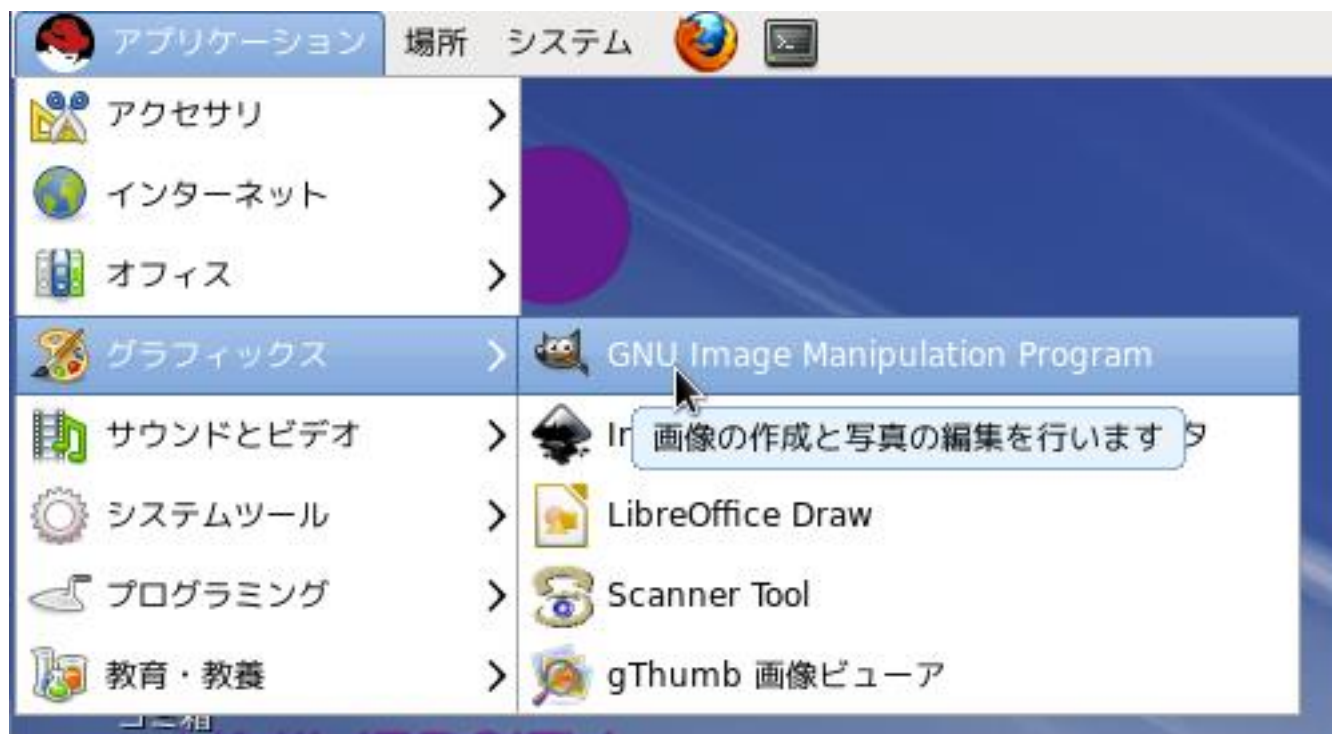 アプリケーション 場所 システム
アクセサリ
インターネット
オフィス
グラフィックス
サウンドとビデオ
システムツール
プログラミング
教育・教養
GNU Image Manipulation Program
画像の作成と写真の編集を行います
LibreOffice Draw
Scanner Tool
gThumb 画像ビューア
ゴミ箱